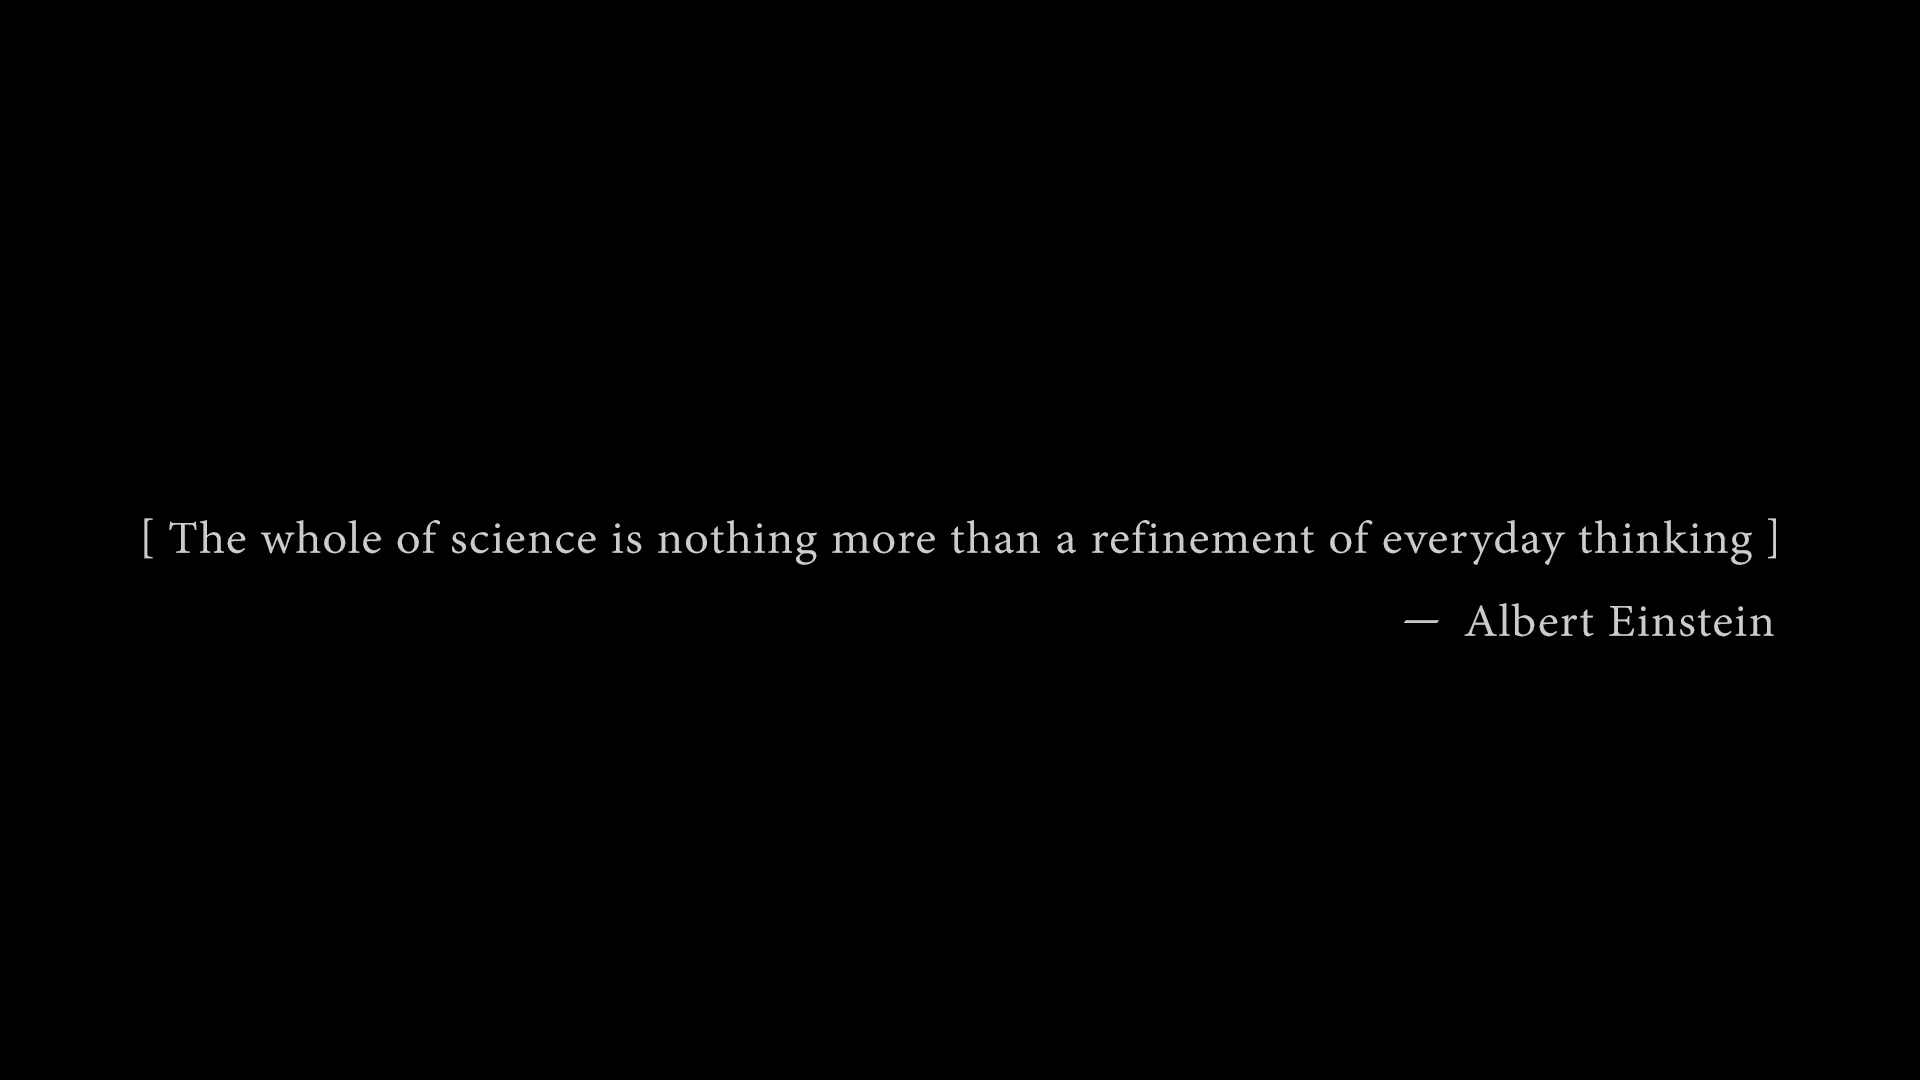 [ The whole of science is nothing more than a refinement of everyday thinking ]
— Albert Einstein